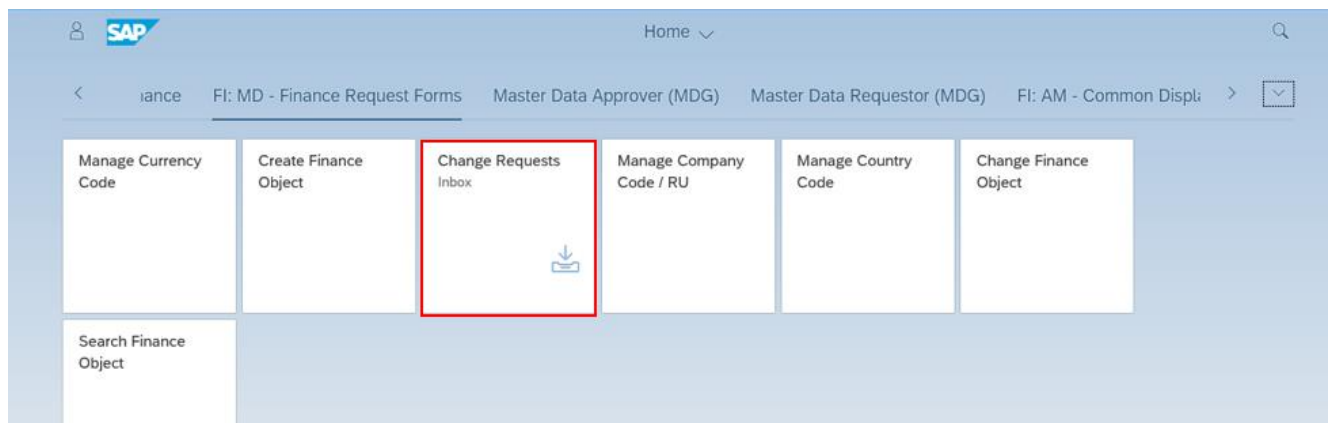 SAP
Home
ance FI: MD - Finance Request Forms Master Data Approver (MDG) Master Data Requestor (MDG) FI: AM - Common Displa
Manage Currency
Code
Create Finance
Object
Change Requests
Inbox
Manage Company
Code / RU
Manage Country
Code
Change Finance
Object
Search Finance
Object